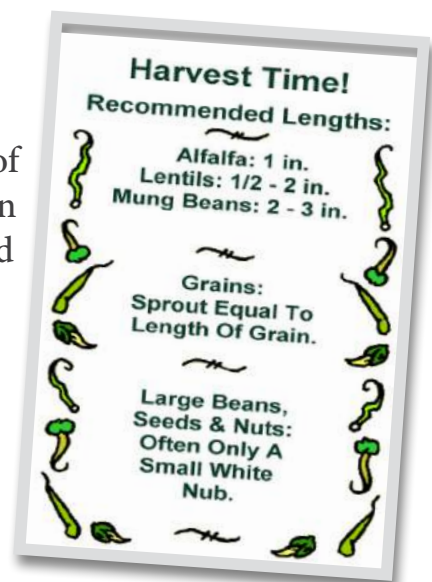 Harvest Time!
Recommended Lengths:
Alfalfa: 1 in.
Lentils: 1/2 - 2 in.
Mung Beans: 2 - 3 in.
Grains:
Sprout Equal To
Length Of Grain.
Large Beans,
Seeds & Nuts:
Often Only A
Small White
Nub.
of
n
d